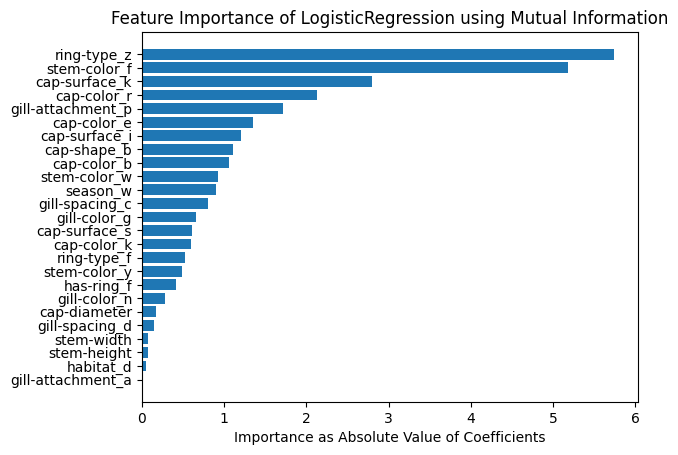 Feature Importance of LogisticRegression using Mutual Information
ring-type_z
stem-color_f
cap-surface_k
cap-color_r
gill-attachment_p
cap-color_e
cap-surface_i
cap-shape_b
cap-color_b
stem-color_w
season_w
gill-spacing_c
gill-color_g
cap-surface_s
cap-color_k
ring-type_f
stem-color_y
has-ring_f
gill-color_n
cap-diameter
gill-spacing_d
stem-width
stem-height
habitat_d
gill-attachment_a
0 1 2 3 4 5 6
Importance as Absolute Value of Coefficients